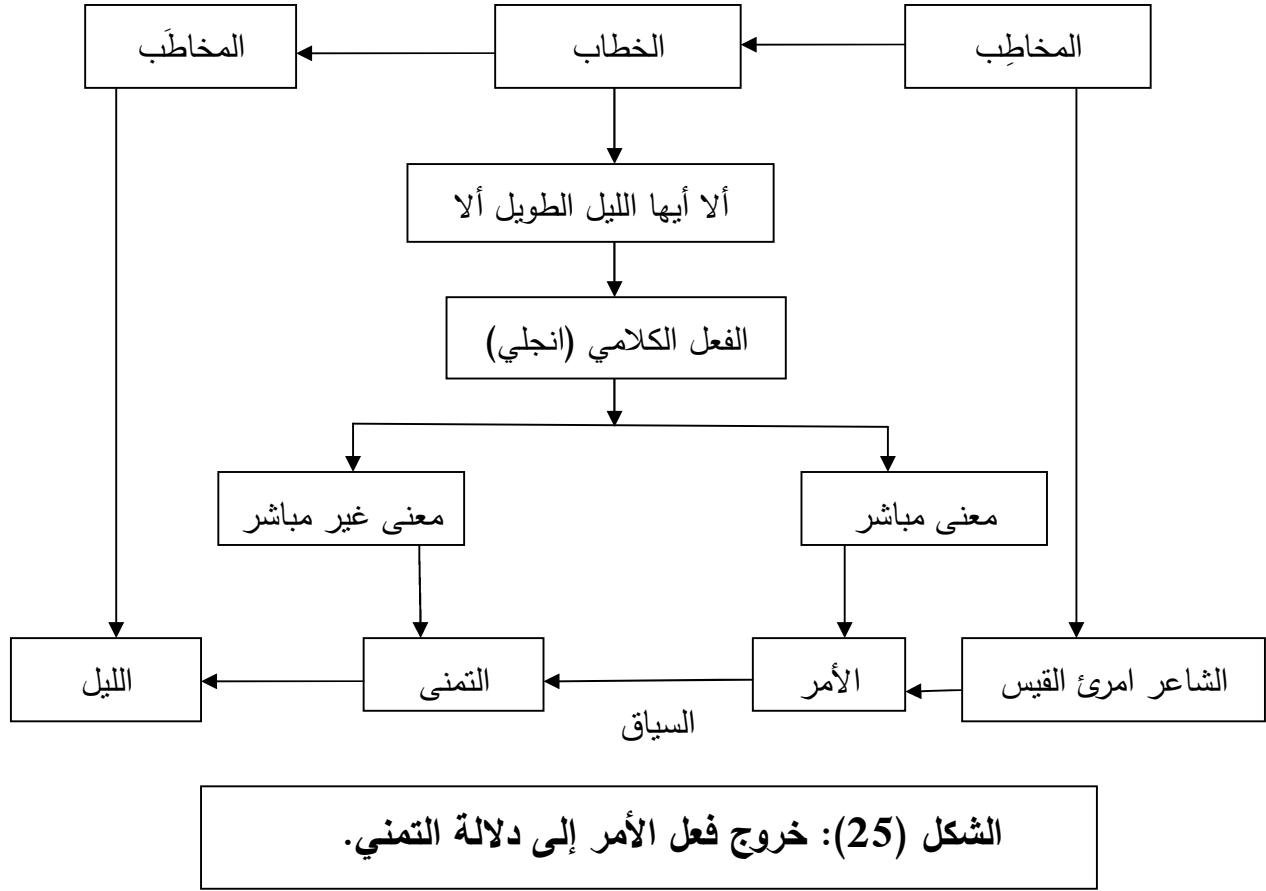 المخاطِب
الخطاب
المخاطَب
ألا أيها الليل الطويل ألا
الفعل الكلامي (انجلي)
معنى مباشر
معنى غير مباشر
الشاعر امرئ القيس
الأمر
التمنى
الليل
السياق
الشكل (25): خروج فعل الأمر إلى دلالة التمني.